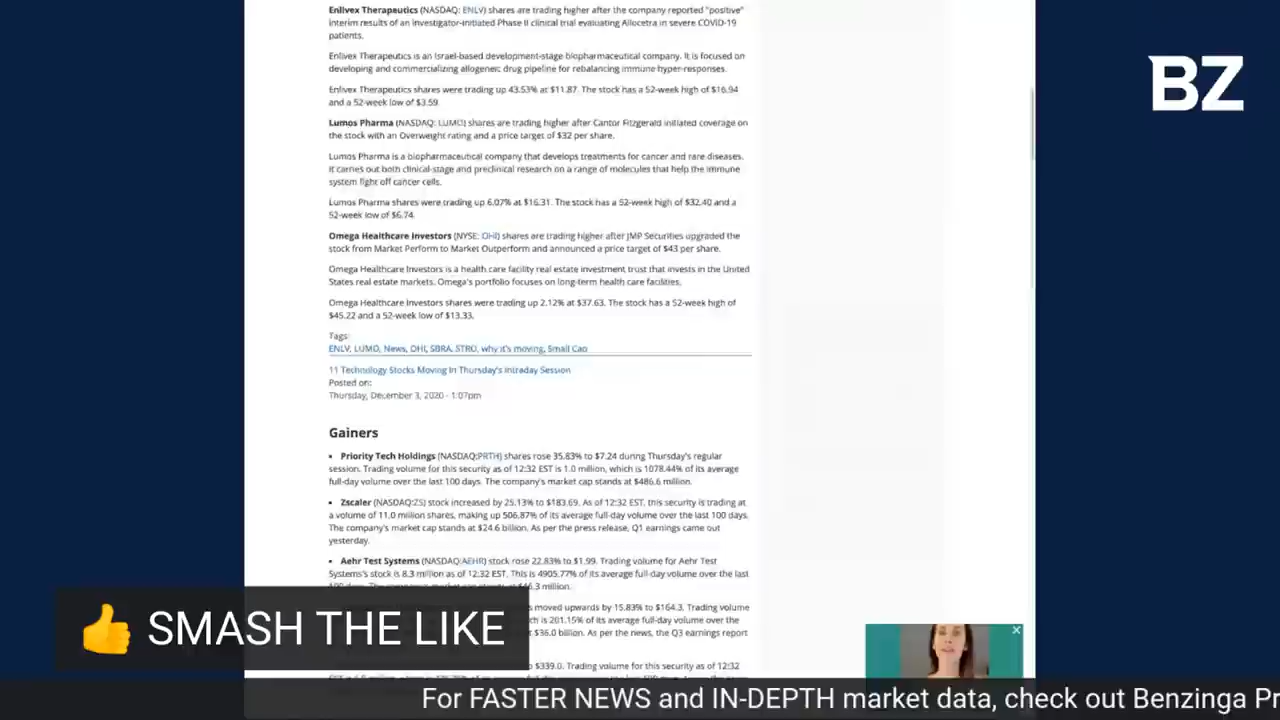 Enlivex Therapeutics (NASDAQ: ENLV) shares are trading higher after the company reported "positive"
interim results of an investigator-initiated Phase II clinical trial evaluating Allocetra in severe COVID-19
patients.
Enlivex Therapeutics is an Israel-based development-stage biopharmaceutical company. It is focused on
developing and commercializing allogeneic drug pipeline for rebalancing immune hyper-responses.
Enlivex Therapeutics shares were trading up 43.53% at $11.87. The stock has a 52-week high of $16.94
and a 52-week low of $3.59.
BZ
Lumos Pharma (NASDAQ: LUMO) shares are trading higher after Cantor Fitzgerald initiated coverage on
the stock with an Overweight rating and a price target of $32 per share.
Lumos Pharma is a biopharmaceutical company that develops treatments for cancer and rare diseases.
It carries out both clinical-stage and preclinical research on a range of molecules that help the immune
system fight off cancer cells.
Lumos Pharma shares were trading up 6.07% at $16.31. The stock has a 52-week high of $32.40 and a
52-week low of $6.74.
Omega Healthcare Investors (NYSE: OHI) shares are trading higher after JMP Securities upgraded the
stock from Market Perform to Market Outperform and announced a price target of $43 per share.
Omega Healthcare Investors is a health care facility real estate investment trust that invests in the United
States real estate markets. Omega's portfolio focuses on long-term health care facilities.
Omega Healthcare Investors shares were trading up 2.12% at $37.63. The stock has a 52-week high of
$45.22 and a 52-week low of $13.33.
Tags:
ENLV, LUMO, News, OHI, SBRA, STRO, why it's moving, Small Cap
11 Technology Stocks Moving In Thursday's Intraday Session
Posted on:
Thursday, December 3, 2020 - 1:07pm
Gainers
• Priority Tech Holdings (NASDAQ:PRTH) shares rose 35.83% to $7.24 during Thursday's regular
session. Trading volume for this security as of 12:32 EST is 1.0 million, which is 1078.44% of its average
full-day volume over the last 100 days. The company's market cap stands at $486.6 million.
• Zscaler (NASDAQ:ZS) stock increased by 25.13% to $183.69. As of 12:32 EST, this security is trading at
a volume of 11.0 million shares, making up 506.87% of its average full-day volume over the last 100 days.
The company's market cap stands at $24.6 billion. As per the press release, Q1 earnings came out
yesterday.
• Aehr Test Systems (NASDAQ:AEHR) stock rose 22.83% to $1.99. Trading volume for Aehr Test
Systems's stock is 8.3 million as of 12:32 EST. This is 4905.77% of its average full-day volume over the last
moved upwards by 15.83% to $164.3. Trading volume
is 201.15% of its average full-day volume over the
$36.0 billion. As per the news, the Q3 earnings report
$339.0. Trading volume for this security as of 12:32
👍 SMASH THE LIKE
For FASTER NEWS and IN-DEPTH market data, check out Benzinga Pr